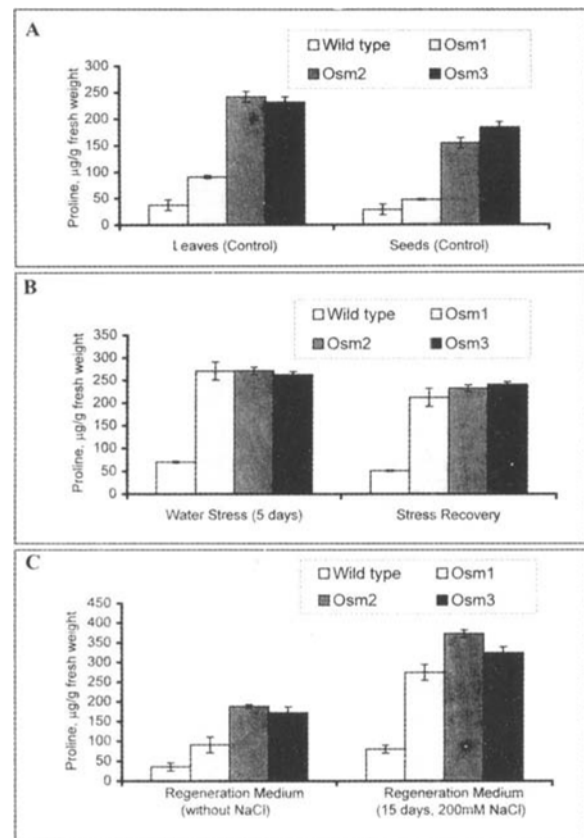 A
Wild type
Osm1
Osm2
Osm3
Proline, µg/g fresh weight
300
250
200
150
100
50
0
Leaves (Control)
Seeds (Control)
B
Wild type
Osm1
Osm2
Osm3
Proline, µg/g fresh weight
350
300
250
200
150
100
50
0
Water Stress (5 days)
Stress Recovery
C
Wild type
Osm1
Osm2
Osm3
Proline, µg/g fresh weight
450
400
350
300
250
200
150
100
50
0
Regeneration Medium
(without NaCl)
Regeneration Medium
(15 days, 200mM NaCl)